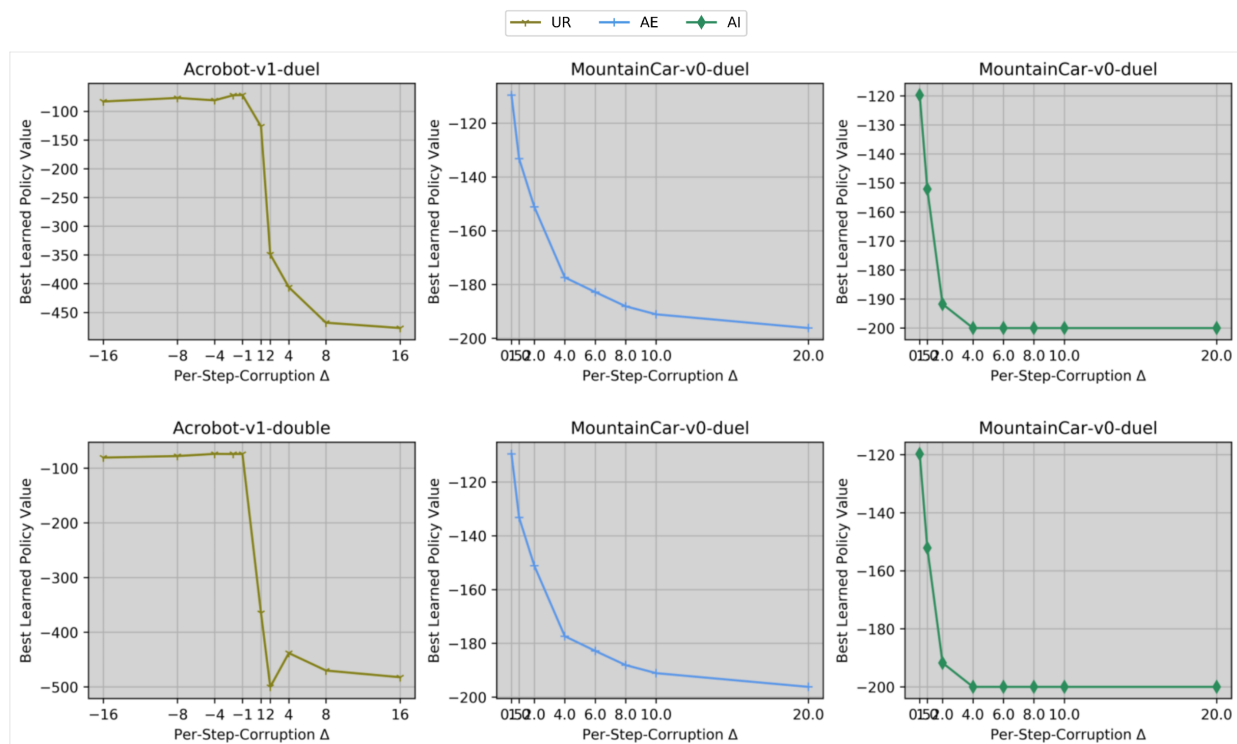 UR AE AI
Acrobot-v1-duel
Best Learned Policy Value
−100
−150
−200
−250
−300
−350
−400
−450
−16 −8 −4 −1 1 2 4 8 16
Per-Step-Corruption Δ
MountainCar-v0-duel
Best Learned Policy Value
−120
−140
−160
−180
−200
2.0 4.0 6.0 8.0 10.0 20.0
Per-Step-Corruption Δ
MountainCar-v0-duel
Best Learned Policy Value
−120
−130
−140
−150
−160
−170
−180
−190
−200
2.0 4.0 6.0 8.0 10.0 20.0
Per-Step-Corruption Δ
Acrobot-v1-double
Best Learned Policy Value
−100
−200
−300
−400
−500
−16 −8 −4 −1 1 2 4 8 16
Per-Step-Corruption Δ
MountainCar-v0-duel
Best Learned Policy Value
−120
−140
−160
−180
−200
2.0 4.0 6.0 8.0 10.0 20.0
Per-Step-Corruption Δ
MountainCar-v0-duel
Best Learned Policy Value
−120
−140
−160
−180
−200
2.0 4.0 6.0 8.0 10.0 20.0
Per-Step-Corruption Δ